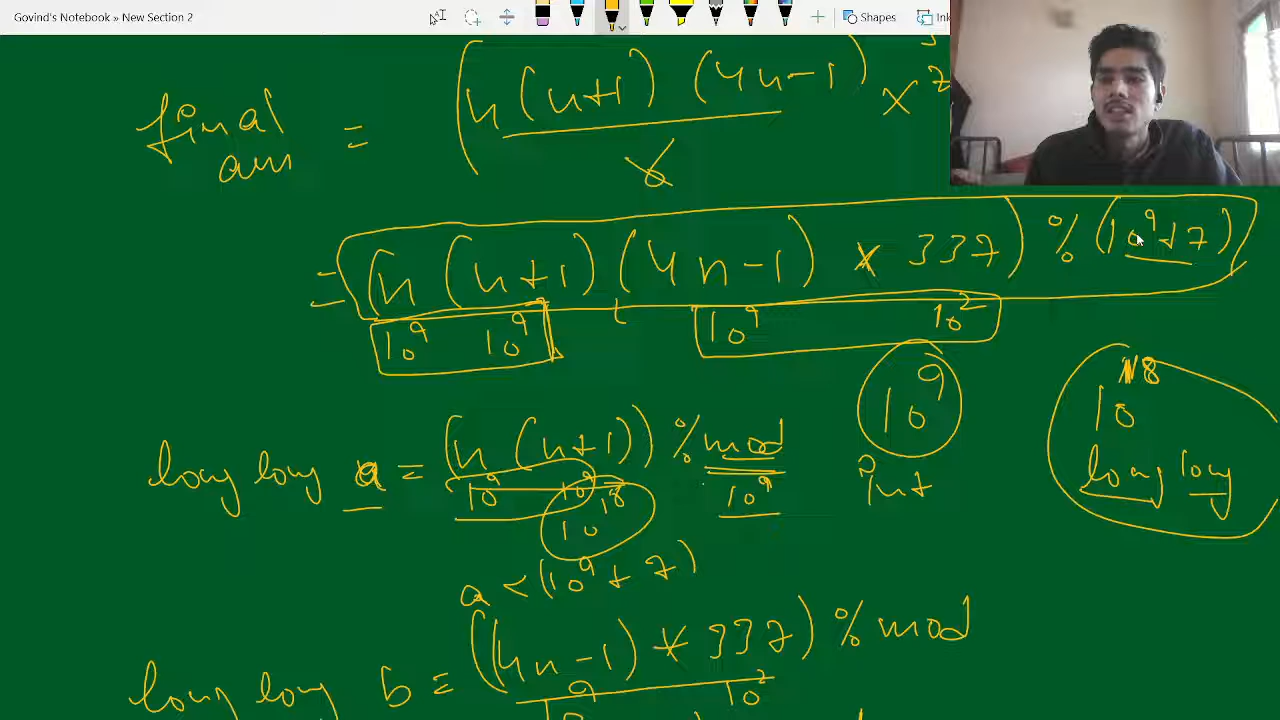 Govind's Notebook » New Section 2
Shapes
Ink
final ans = (n(n+1)(4n-1) / 6 ×
= (n(n+1)(4n-1) × 337) % (10^9+7)
10^9 10^9 10^9 10^2
10^9
int
10^18
long long
long long a = (n(n+1)) % mod
10^9 10^9 10^9
10^18
a < (10^9+7)
long long b = ((4n-1) * 337) % mod
10^9 10^2